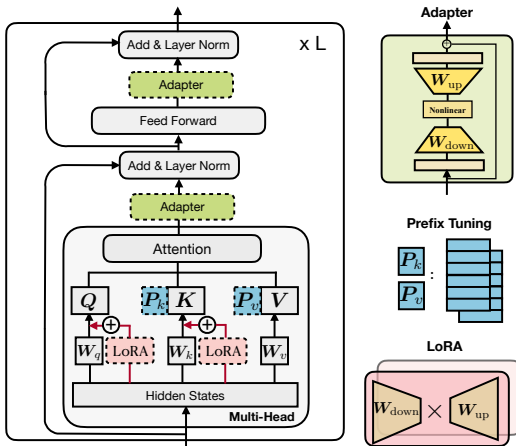 Add & Layer Norm
x L
Adapter
Feed Forward
Add & Layer Norm
Adapter
Attention
Q P_k K P_v V
+ +
W_q LoRA W_k LoRA W_v
Hidden States
Multi-Head
Adapter
+
W_up
Nonlinear
W_down
Prefix Tuning
P_k :
P_v
LoRA
W_down × W_up